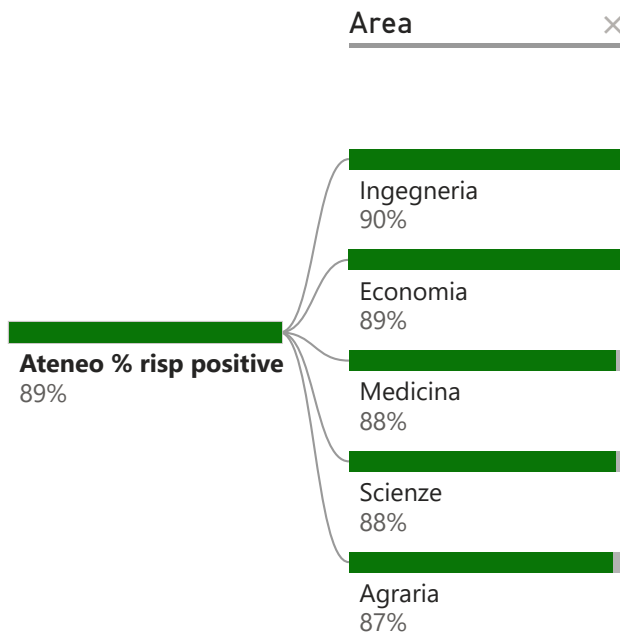 Area
Ingegneria
90%
Economia
89%
Ateneo % risp positive
89%
Medicina
88%
Scienze
88%
Agraria
87%